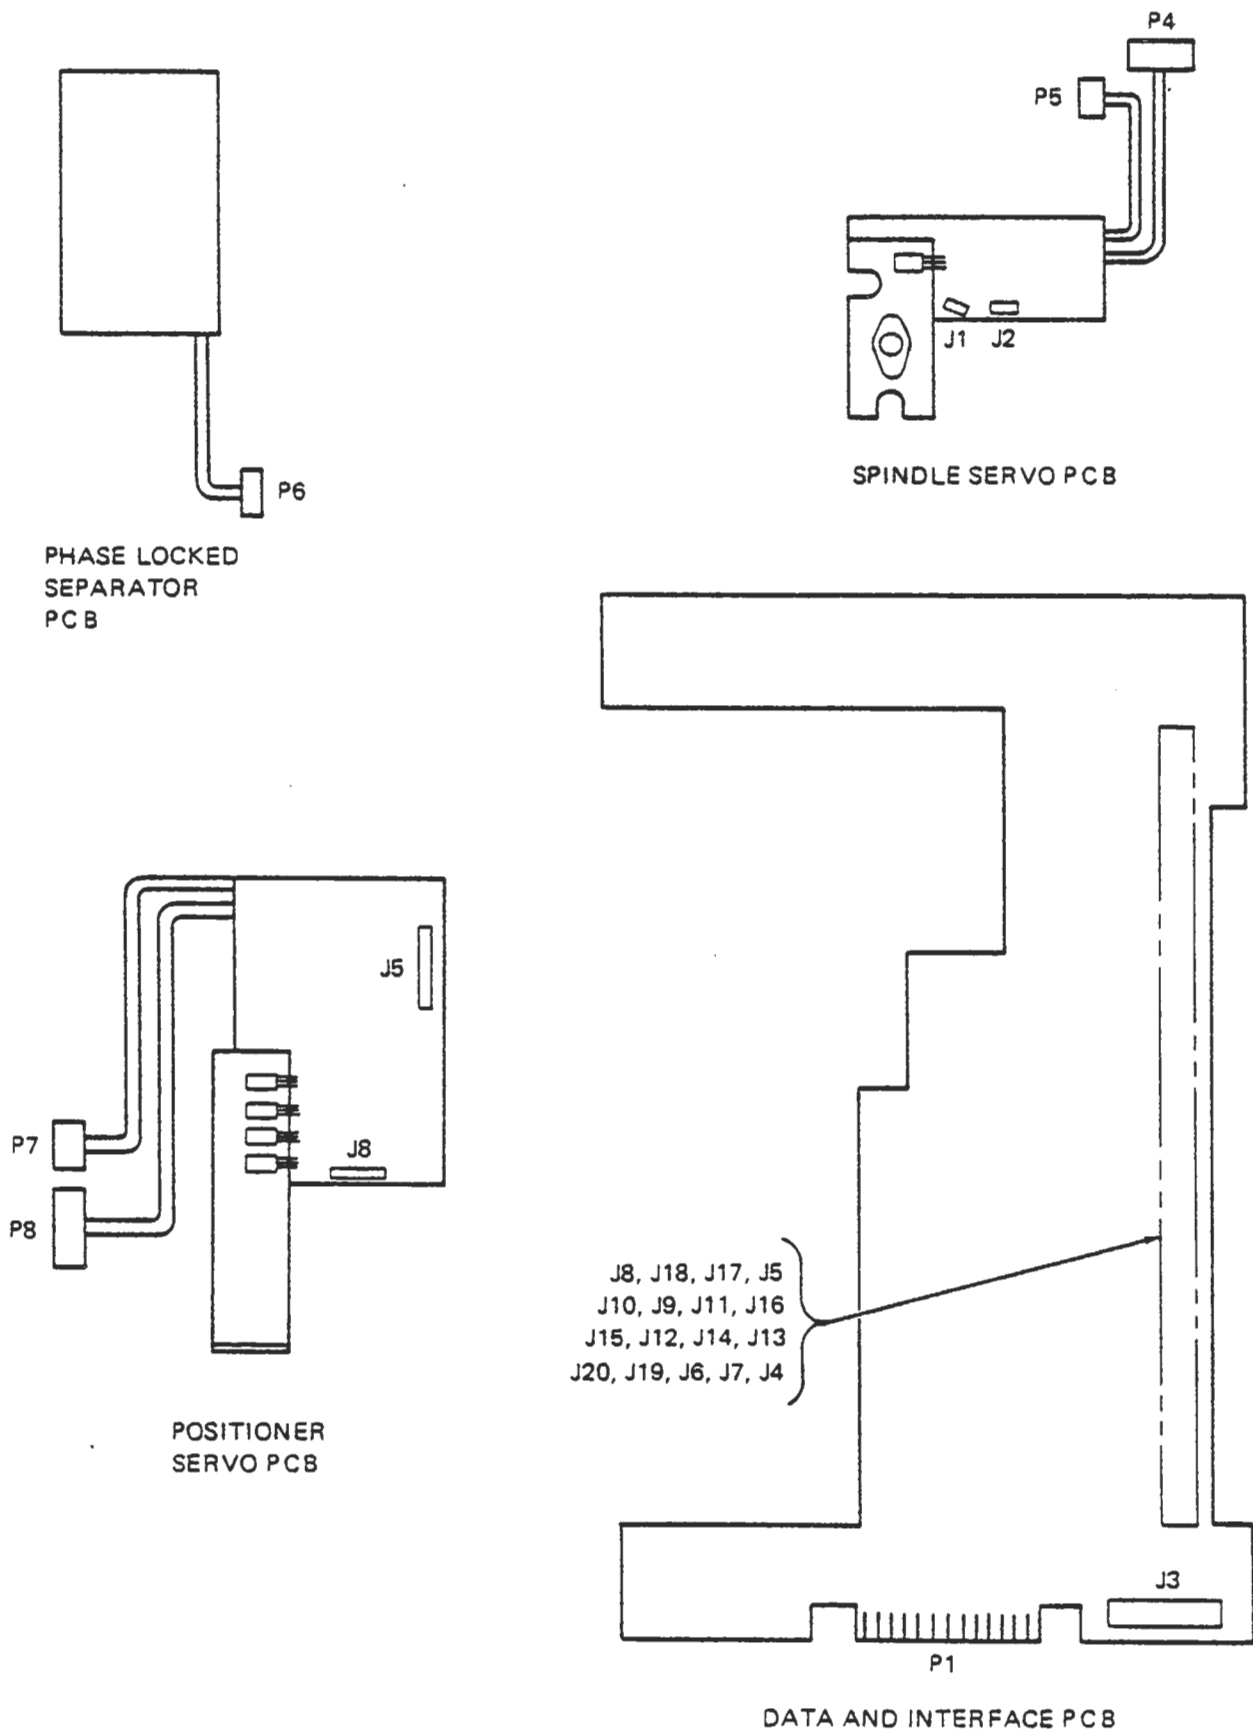 P4
P5
J1 J2
SPINDLE SERVO PCB
P6
PHASE LOCKED
SEPARATOR
PCB
J5
J8
P7
P8
POSITIONER
SERVO PCB
J8, J18, J17, J5
J10, J9, J11, J16
J15, J12, J14, J13
J20, J19, J6, J7, J4
J3
P1
DATA AND INTERFACE PCB